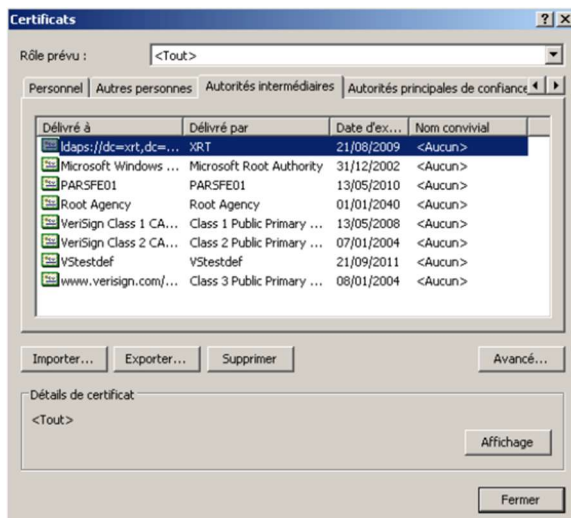 Certificats
Rôle prévu : <Tout>
Personnel Autres personnes Autorités intermédiaires Autorités principales de confiance
Délivré à Délivré par Date d'ex... Nom convivial
ldaps://dc=xrt,dc=... XRT 21/08/2009 <Aucun>
Microsoft Windows ... Microsoft Root Authority 31/12/2002 <Aucun>
PARSFE01 PARSFE01 13/05/2010 <Aucun>
Root Agency Root Agency 01/01/2040 <Aucun>
VeriSign Class 1 CA... Class 1 Public Primary ... 13/05/2008 <Aucun>
VeriSign Class 2 CA... Class 2 Public Primary ... 07/01/2004 <Aucun>
VStestdef VStestdef 21/09/2011 <Aucun>
www.verisign.com/... Class 3 Public Primary ... 08/01/2004 <Aucun>
Importer... Exporter... Supprimer Avancé...
Détails de certificat
<Tout>
Affichage
Fermer